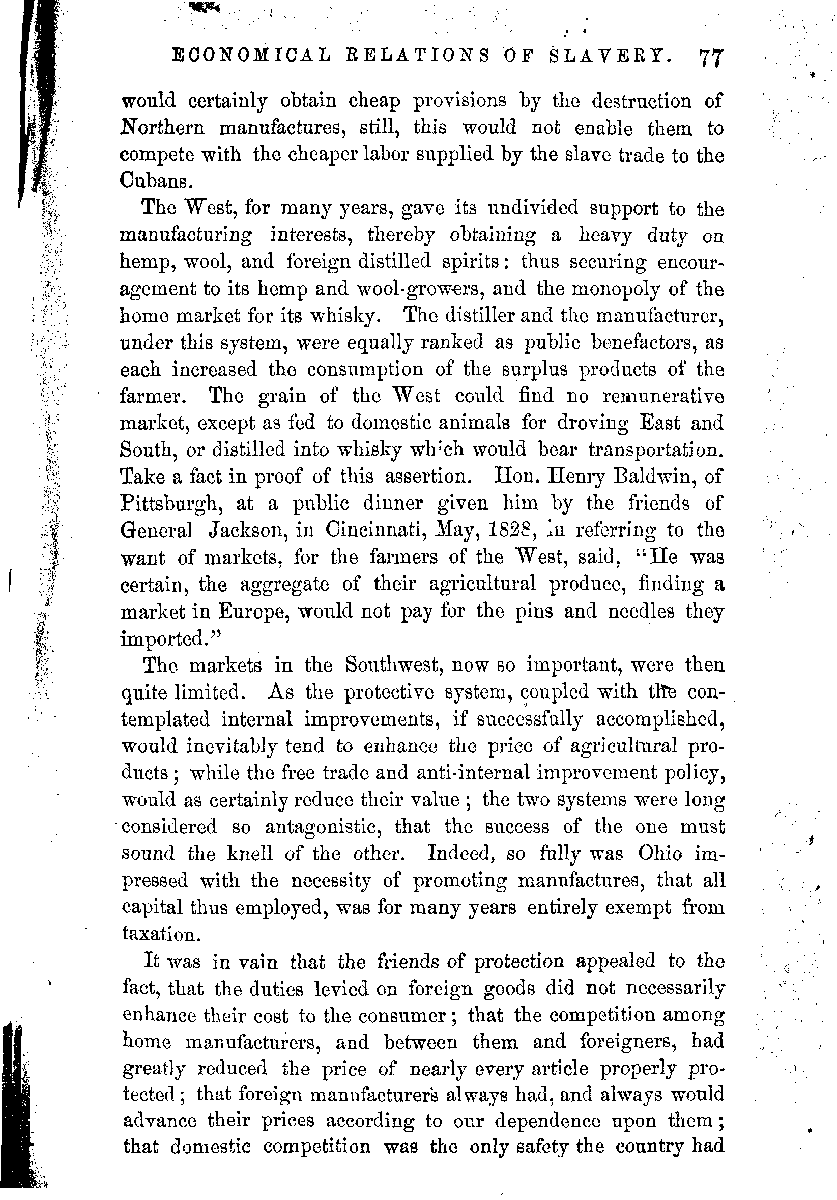 ECONOMICAL RELATIONS OF SLAVERY. 77
would certainly obtain cheap provisions by the destruction of
Northern manufactures, still, this would not enable them to
compete with the cheaper labor supplied by the slave trade to the
Cubans.
The West, for many years, gave its undivided support to the
manufacturing interests, thereby obtaining a heavy duty on
hemp, wool, and foreign distilled spirits: thus securing encour-
agement to its hemp and wool-growers, and the monopoly of the
home market for its whisky. The distiller and the manufacturer,
under this system, were equally ranked as public benefactors, as
each increased the consumption of the surplus products of the
farmer. The grain of the West could find no remunerative
market, except as fed to domestic animals for droving East and
South, or distilled into whisky which would bear transportation.
Take a fact in proof of this assertion. Hon. Henry Baldwin, of
Pittsburgh, at a public dinner given him by the friends of
General Jackson, in Cincinnati, May, 1828, in referring to the
want of markets, for the farmers of the West, said, "He was
certain, the aggregate of their agricultural produce, finding a
market in Europe, would not pay for the pins and needles they
imported."
The markets in the Southwest, now so important, were then
quite limited. As the protective system, coupled with the con-
templated internal improvements, if successfully accomplished,
would inevitably tend to enhance the price of agricultural pro-
ducts; while the free trade and anti-internal improvement policy,
would as certainly reduce their value; the two systems were long
considered so antagonistic, that the success of the one must
sound the knell of the other. Indeed, so fully was Ohio im-
pressed with the necessity of promoting manufactures, that all
capital thus employed, was for many years entirely exempt from
taxation.
It was in vain that the friends of protection appealed to the
fact, that the duties levied on foreign goods did not necessarily
enhance their cost to the consumer; that the competition among
home manufacturers, and between them and foreigners, had
greatly reduced the price of nearly every article properly pro-
tected; that foreign manufacturers always had, and always would
advance their prices according to our dependence upon them;
that domestic competition was the only safety the country had